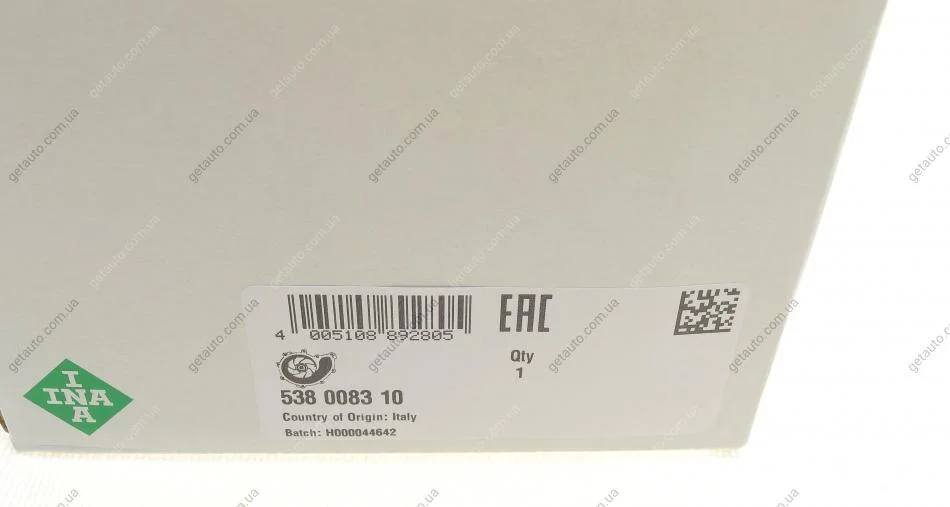 4 005108 892805
EAC
Qty
1
538 0083 10
Country of Origin: Italy
Batch: H000044642
INA
INA
getauto.com.ua